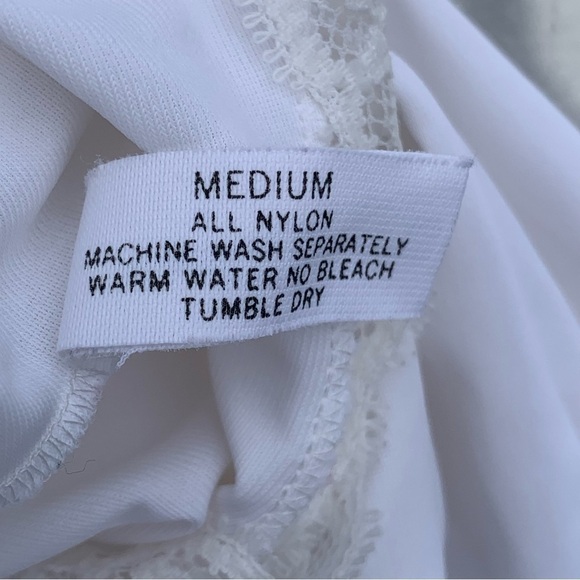 MEDIUM
ALL NYLON
MACHINE WASH SEPARATELY
WARM WATER NO BLEACH
TUMBLE DRY